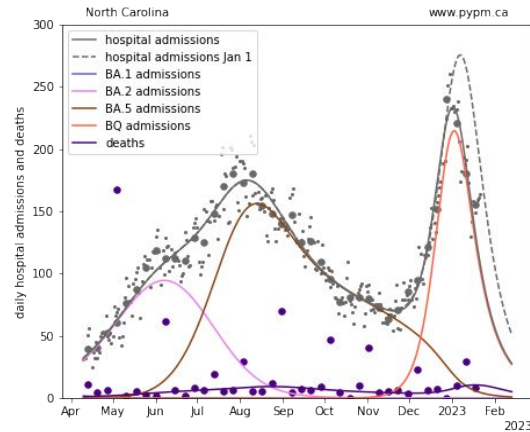 North Carolina www.pypm.ca
300
250
200
150
100
50
0
daily hospital admissions and deaths
hospital admissions
hospital admissions Jan 1
BA.1 admissions
BA.2 admissions
BA.5 admissions
BQ admissions
deaths
Apr May Jun Jul Aug Sep Oct Nov Dec 2023 Feb
2023